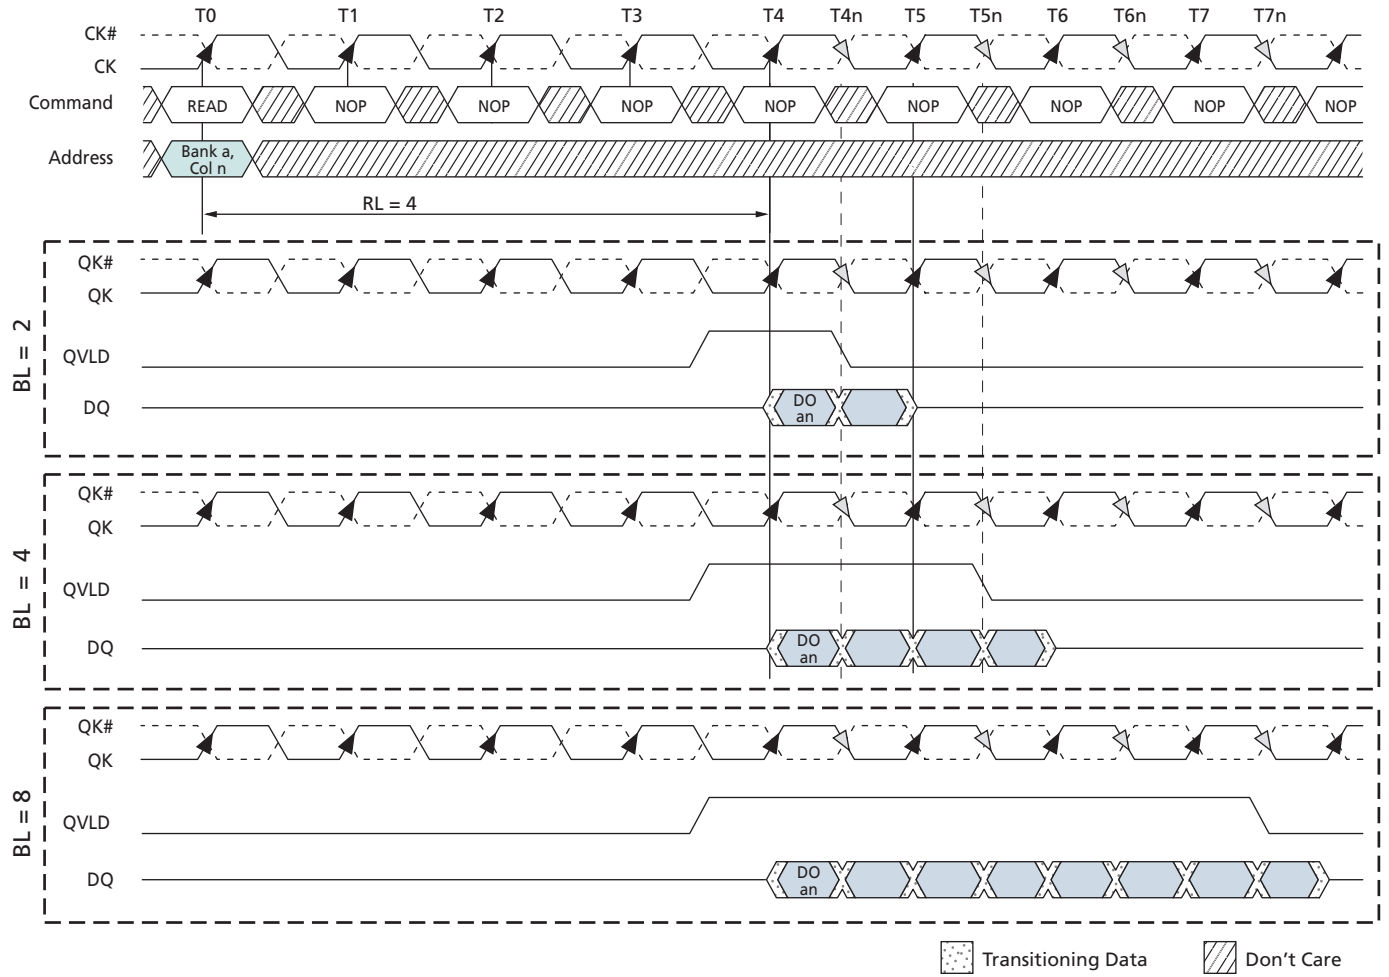 T0 T1 T2 T3 T4 T4n T5 T5n T6 T6n T7 T7n
CK#
CK
Command READ NOP NOP NOP NOP NOP NOP NOP NOP
Address Bank a,
Col n
RL = 4
BL = 2
QK#
QK
QVLD
DQ DO
an
BL = 4
QK#
QK
QVLD
DQ DO
an
BL = 8
QK#
QK
QVLD
DQ DO
an
Transitioning Data Don't Care